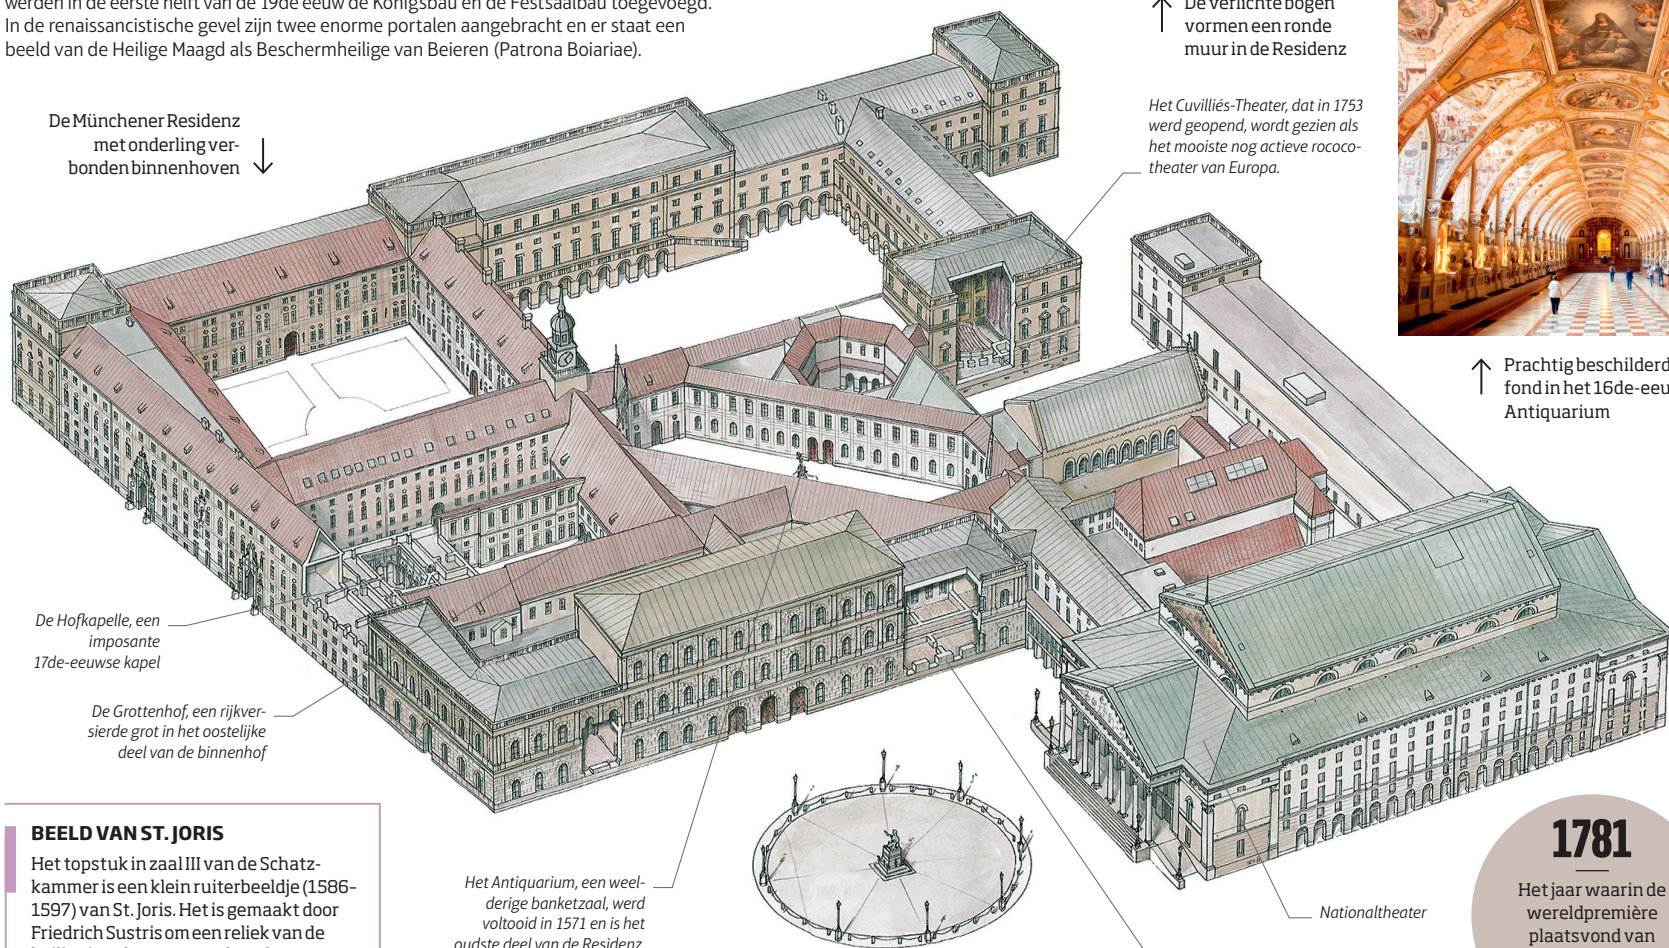 werden in de eerste helft van de 19de eeuw de Königsbau en de Festsaalbau toegevoegd.
In de renaissancistische gevel zijn twee enorme portalen aangebracht en er staat een
beeld van de Heilige Maagd als Beschermheilige van Beieren (Patrona Boiariae).
De Münchener Residenz
met onderling ver-
bonden binnenhoven ↓
↑ De verlichte bogen
vormen een ronde
muur in de Residenz
Het Cuvilliés-Theater, dat in 1753
werd geopend, wordt gezien als
het mooiste nog actieve rococo-
theater van Europa.
↑ Prachtig beschilderd
fond in het 16de-eeu
Antiquarium
De Hofkapelle, een
imposante
17de-eeuwse kapel
De Grottenhof, een rijkver-
sierde grot in het oostelijke
deel van de binnenhof
BEELD VAN ST. JORIS
Het topstuk in zaal III van de Schatz-
kammer is een klein ruiterbeeldje (1586–
1597) van St. Joris. Het is gemaakt door
Friedrich Sustris om een reliek van de
Het Antiquarium, een weel-
derige banketzaal, werd
voltooid in 1571 en is het
oudste deel van de Residenz.
Nationaltheater
1781
Het jaar waarin de
wereldpremière
plaatsvond van